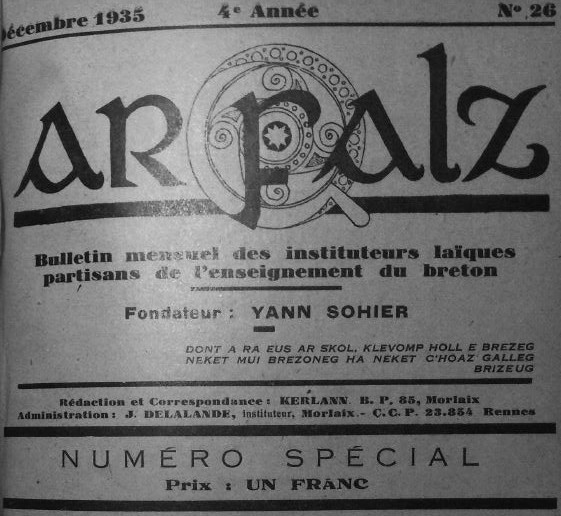 Décembre 1935 4e Année No 26
AR FALZ
Bulletin mensuel des instituteurs laïques
partisans de l'enseignement du breton
Fondateur : YANN SOHIER
DONT A RA EUS AR SKOL, KLEVOMP HOLL E BREZEG
NEKET MUI BREZONEG HA NEKET C'HOAZ GALLEG
BRIZEUG
Rédaction et Correspondance : KERLANN. B. P. 85, Morlaix
Administration : J. DELALANDE, instituteur, Morlaix - C. C. P. 23.854 Rennes
NUMÉRO SPÉCIAL
Prix : UN FRANC